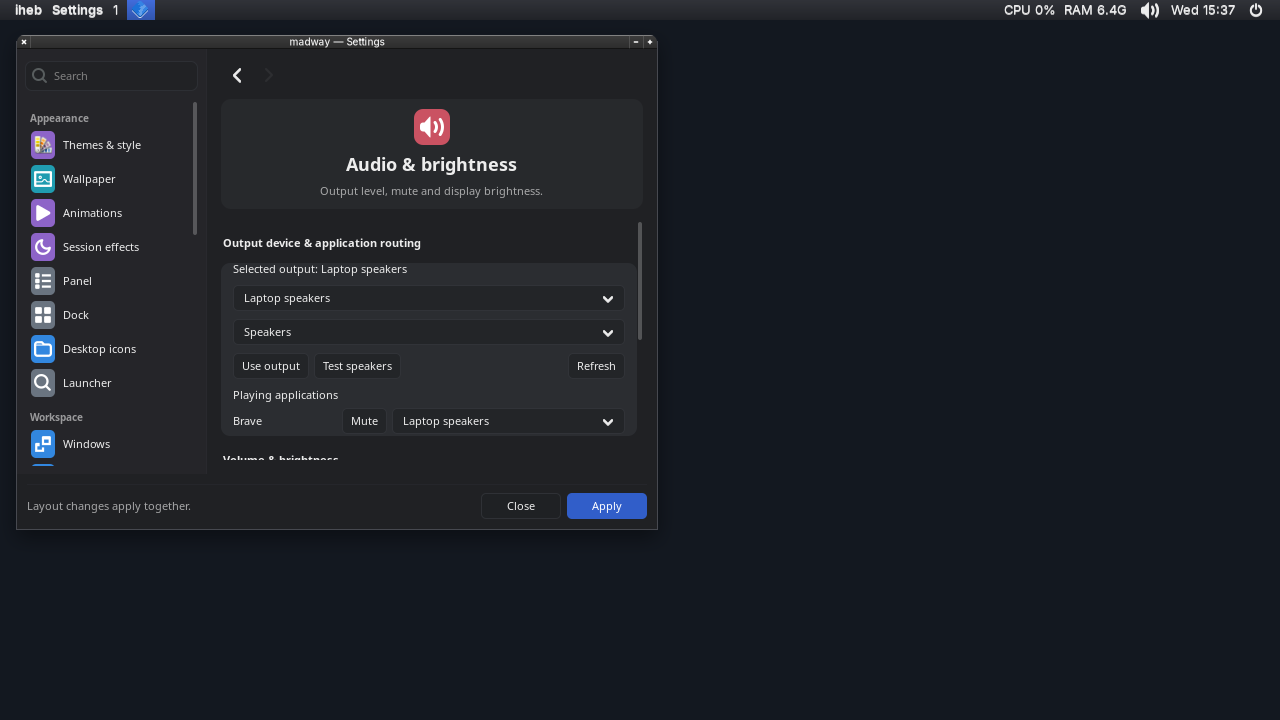 iheb Settings 1
CPU 0% RAM 6.4G Wed 15:37
madway — Settings
Search
Appearance
Themes & style
Wallpaper
Animations
Session effects
Panel
Dock
Desktop icons
Launcher
Workspace
Windows
Audio & brightness
Output level, mute and display brightness.
Output device & application routing
Selected output: Laptop speakers
Laptop speakers
Speakers
Use output Test speakers Refresh
Playing applications
Brave Mute Laptop speakers
Volume & brightness
Layout changes apply together.
Close Apply